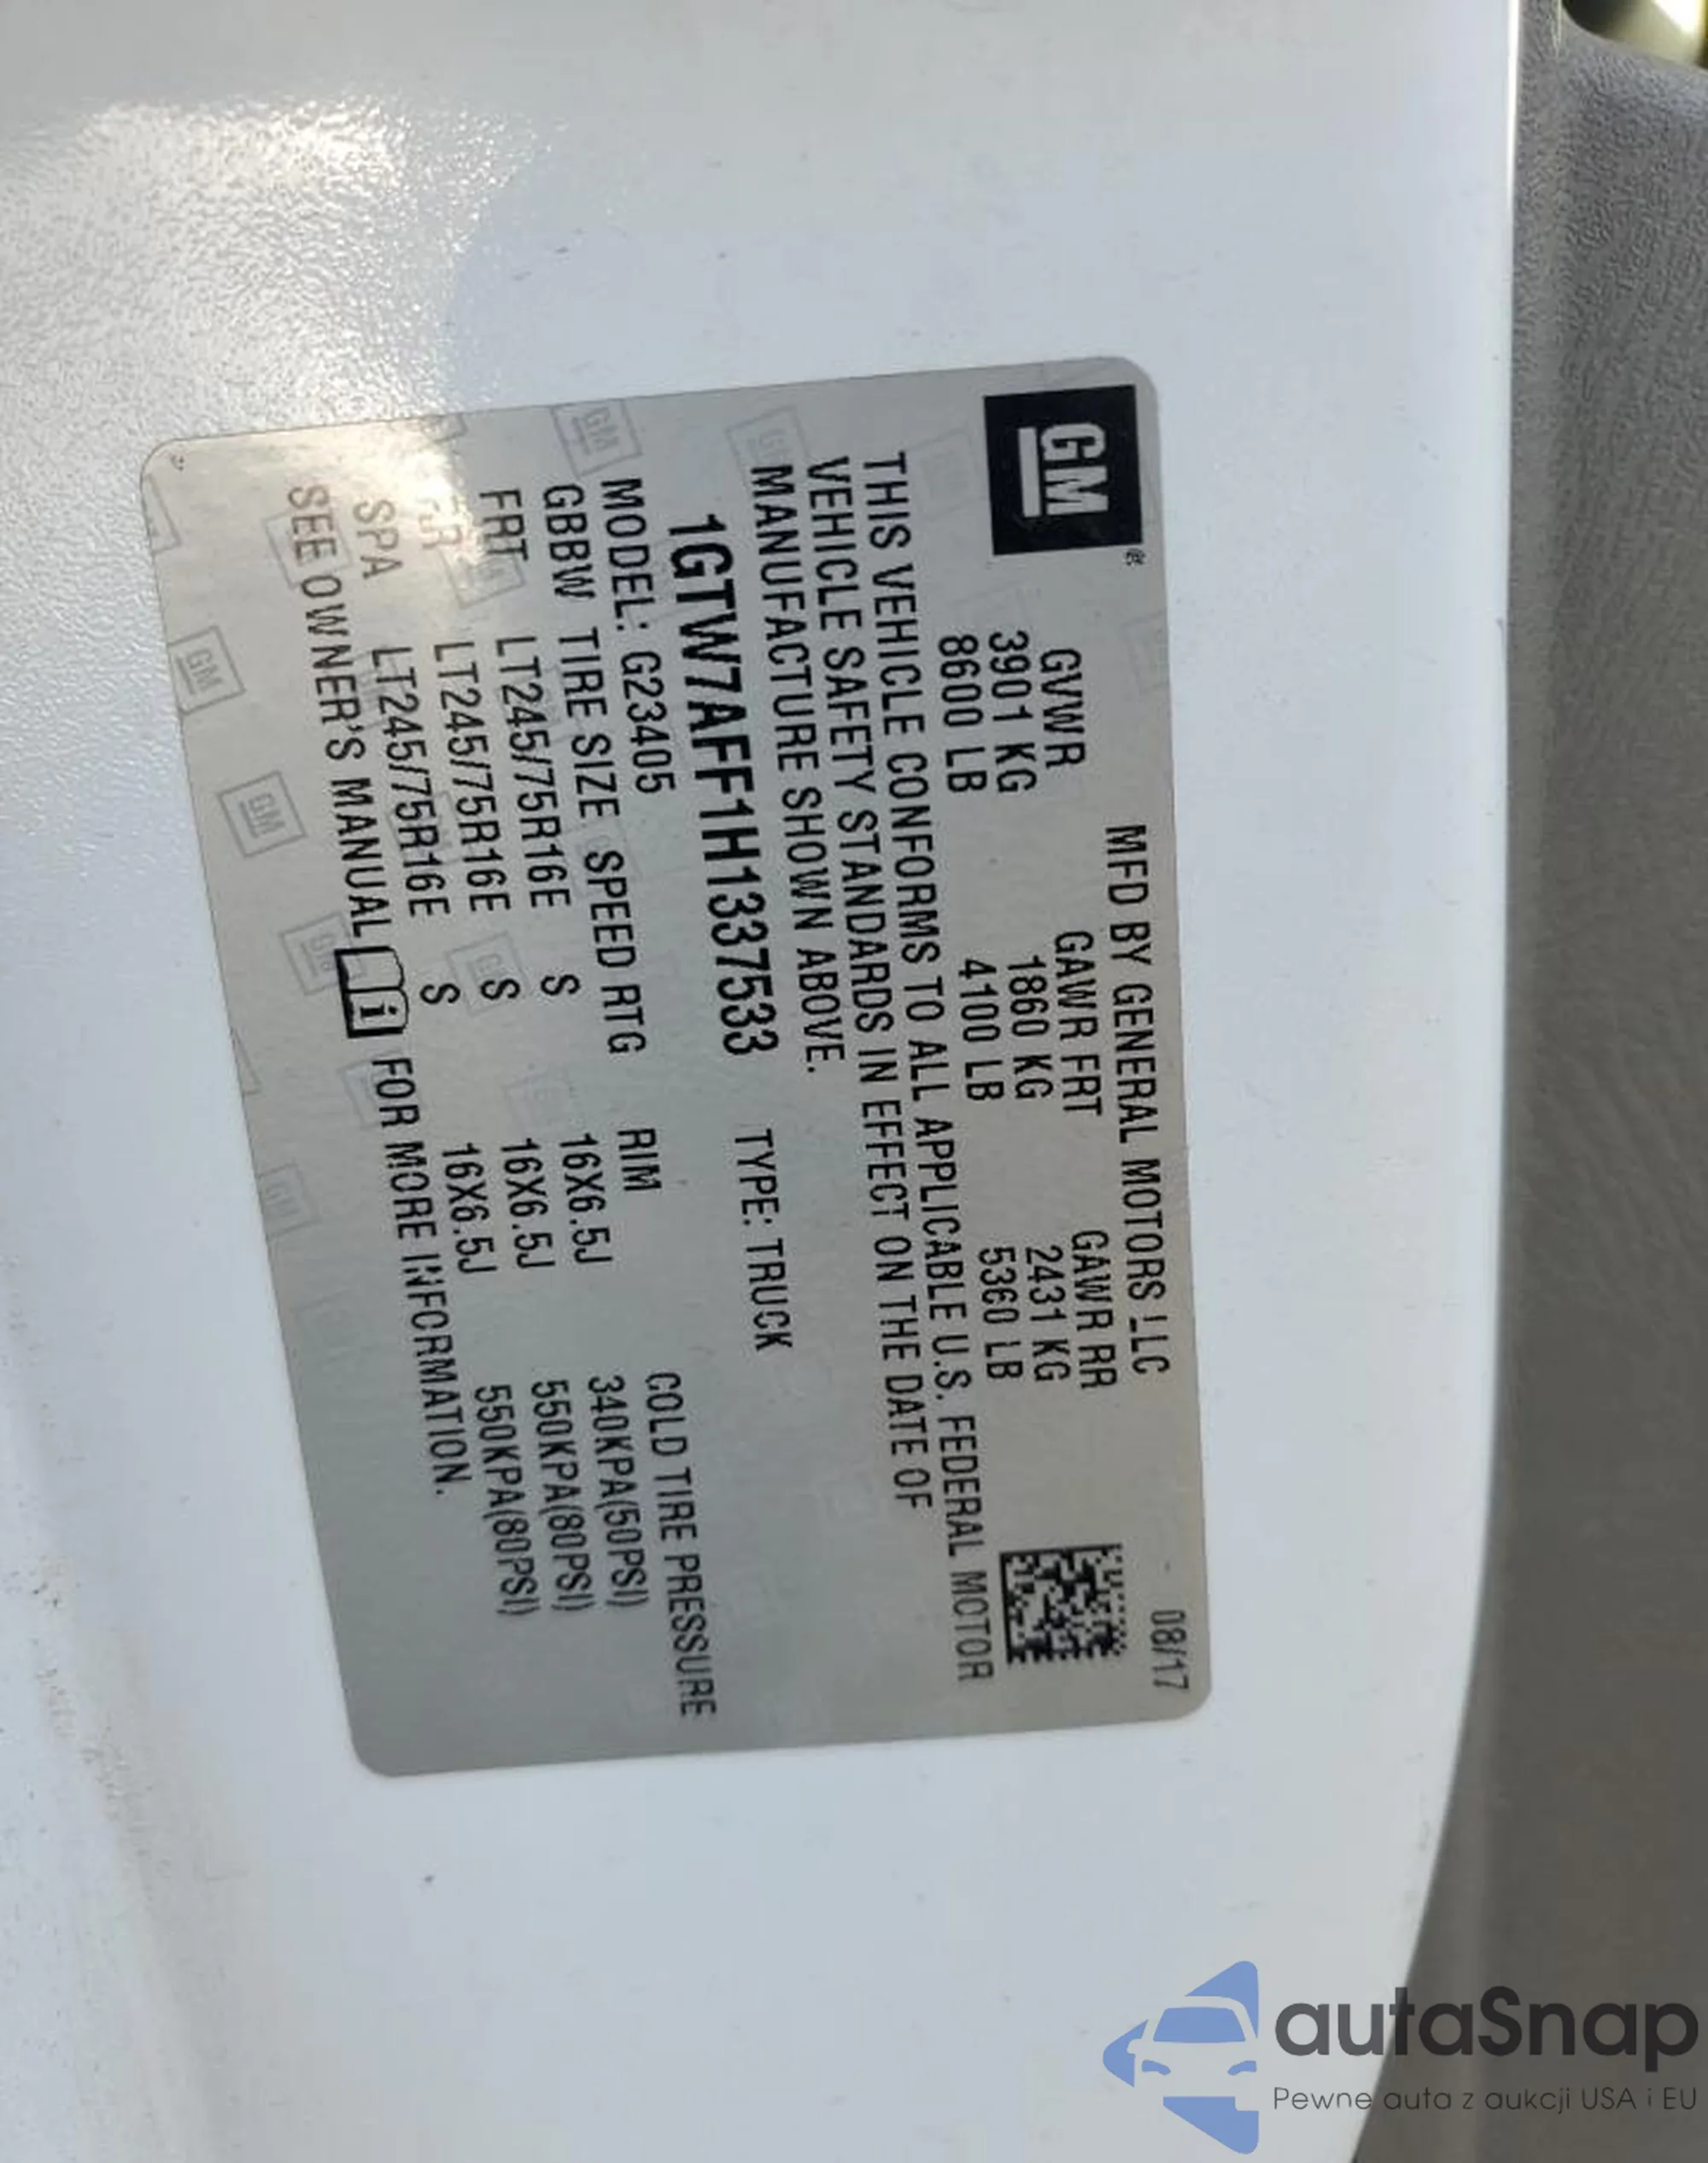 GM®
MFD BY GENERAL MOTORS LLC 08/17
GVWR GAWR FRT GAWR RR
3901 KG 1860 KG 2431 KG
8600 LB 4100 LB 5360 LB
THIS VEHICLE CONFORMS TO ALL APPLICABLE U.S. FEDERAL MOTOR
VEHICLE SAFETY STANDARDS IN EFFECT ON THE DATE OF
MANUFACTURE SHOWN ABOVE.
1GTW7AFF1H1337533 TYPE: TRUCK
MODEL: G23405
GBBW TIRE SIZE SPEED RTG RIM COLD TIRE PRESSURE
FRT LT245/75R16E S 16X6.5J 340KPA(50PSI)
RR LT245/75R16E S 16X6.5J 550KPA(80PSI)
SPA LT245/75R16E S 16X6.5J 550KPA(80PSI)
SEE OWNER'S MANUAL i FOR MORE INFORMATION.
autaSnap
Pewne auta z aukcji USA i EU